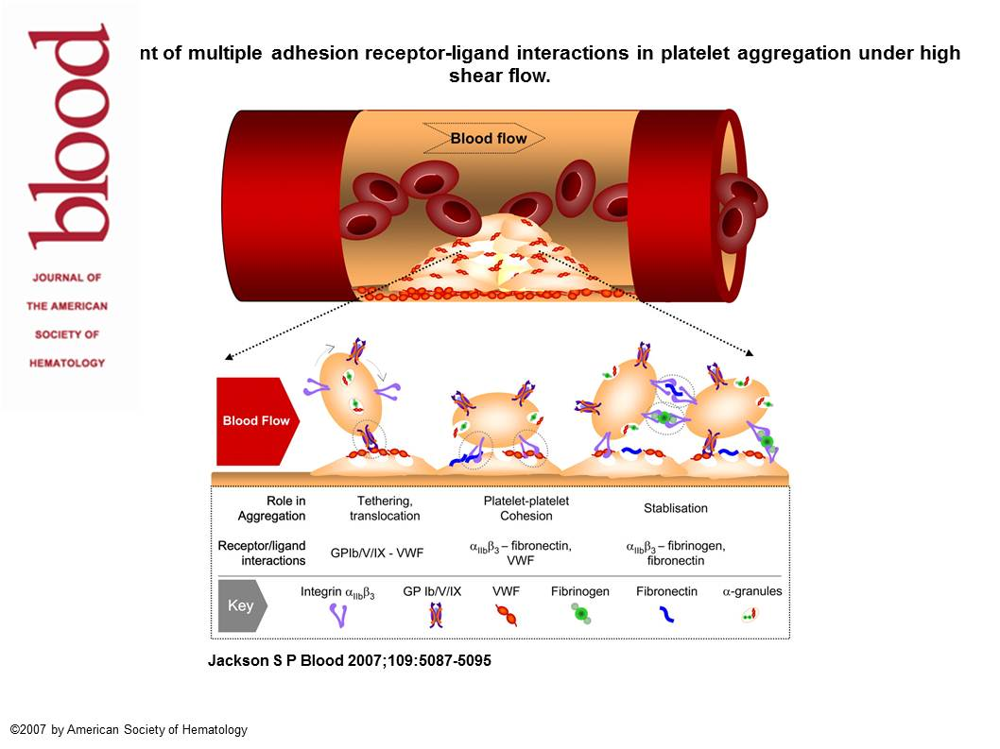 blood
JOURNAL OF
THE AMERICAN
SOCIETY OF
HEMATOLOGY
nt of multiple adhesion receptor-ligand interactions in platelet aggregation under high
shear flow.
Blood flow
Blood Flow
Role in
Aggregation
Tethering,
translocation
Platelet-platelet
Cohesion
Stablisation
Receptor/ligand
interactions
GPIb/V/IX - VWF
αIIbβ3 – fibronectin,
VWF
αIIbβ3 – fibrinogen,
fibronectin
Key
Integrin αIIbβ3
GP Ib/V/IX
VWF
Fibrinogen
Fibronectin
α-granules
Jackson S P Blood 2007;109:5087-5095
©2007 by American Society of Hematology